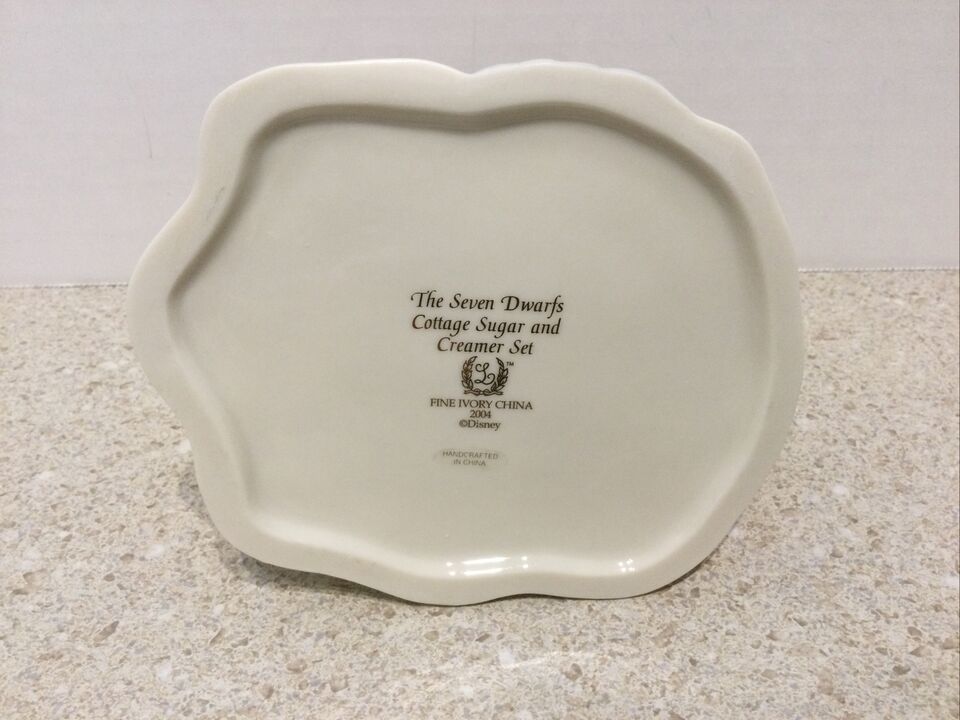 The Seven Dwarfs
Cottage Sugar and
Creamer Set
L ™
FINE IVORY CHINA
2004
©Disney
HANDCRAFTED
IN CHINA